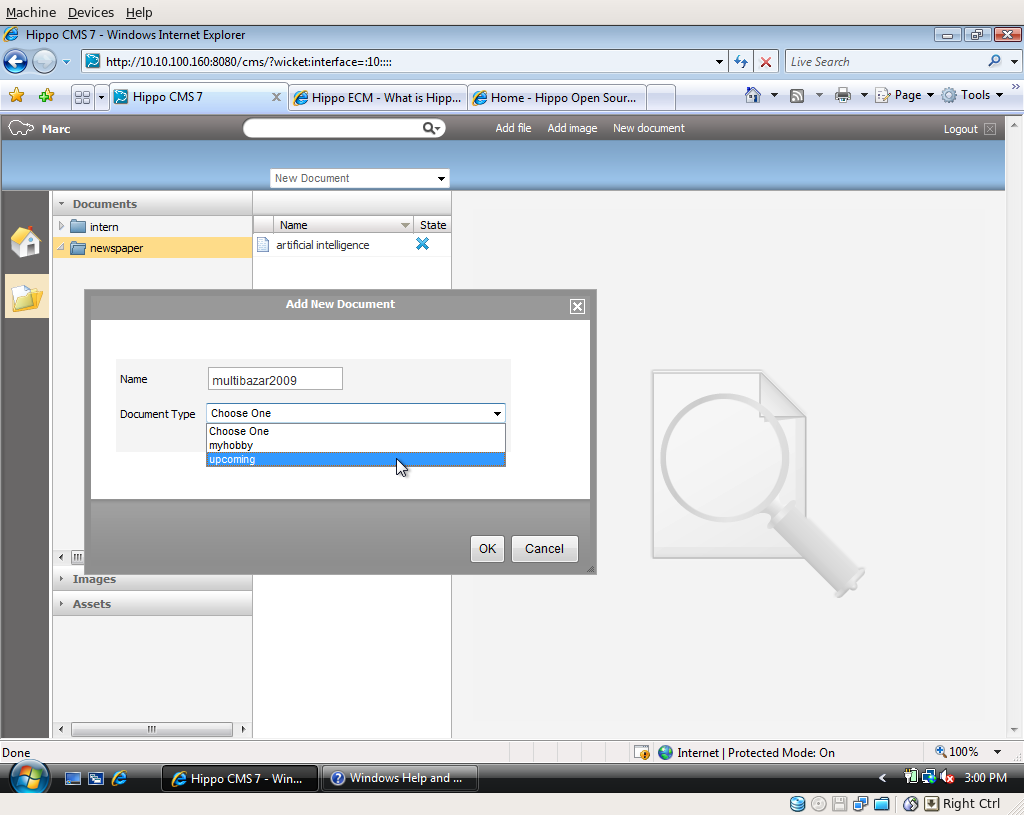 Machine Devices Help
Hippo CMS 7 - Windows Internet Explorer
http://10.10.100.160:8080/cms/?wicket:interface=:10::::
Live Search
Hippo CMS 7
Hippo ECM - What is Hipp...
Home - Hippo Open Sour...
Page
Tools
Marc
Add file Add image New document
Logout
New Document
Documents
Name State
intern
artificial intelligence
newspaper
Add New Document
Name multibazar2009
Document Type Choose One
Choose One
myhobby
upcoming
OK Cancel
Images
Assets
Done
Internet | Protected Mode: On
100%
Hippo CMS 7 - Win...
Windows Help and ...
3:00 PM
Right Ctrl